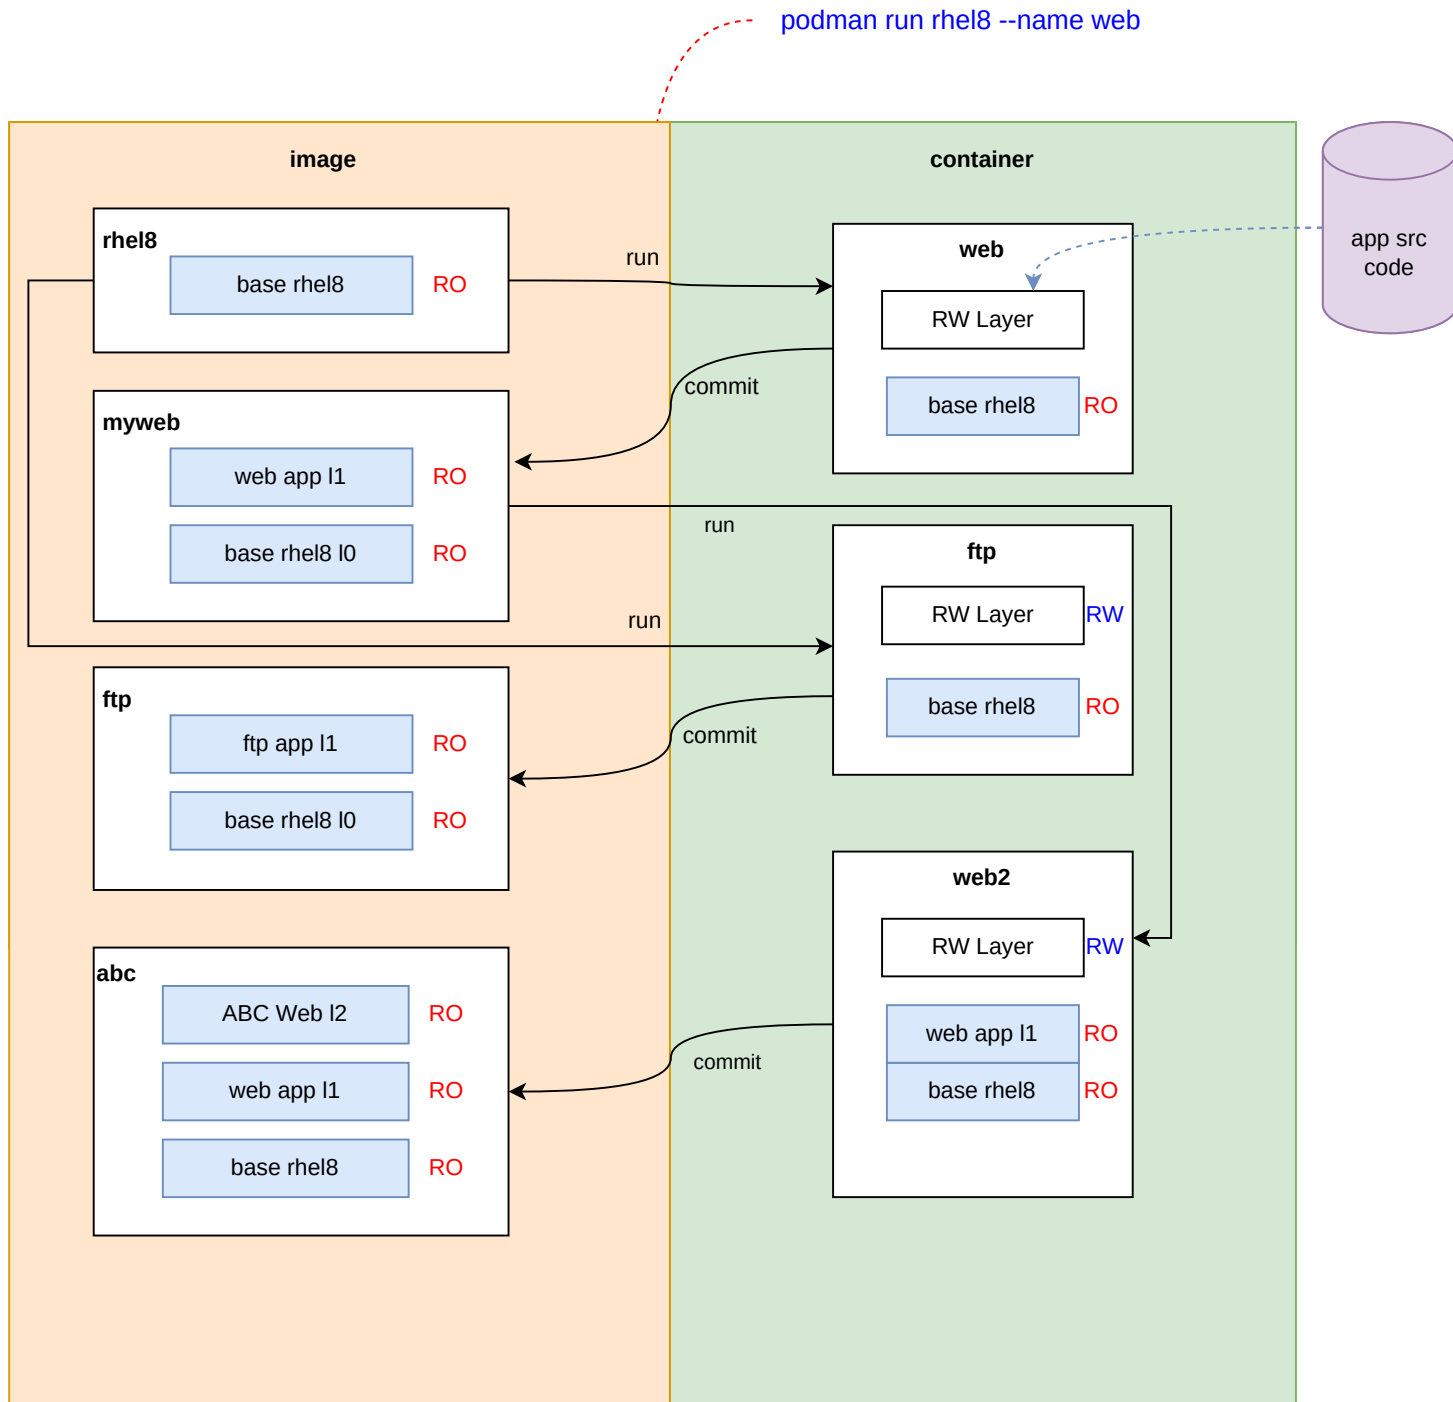 podman run rhel8 --name web
image
container
rhel8
base rhel8
RO
run
web
RW Layer
base rhel8
RO
app src
code
commit
myweb
web app l1
RO
base rhel8 l0
RO
run
ftp
RW Layer
RW
base rhel8
RO
run
commit
ftp
ftp app l1
RO
base rhel8 l0
RO
web2
RW Layer
RW
web app l1
RO
base rhel8
RO
commit
abc
ABC Web l2
RO
web app l1
RO
base rhel8
RO